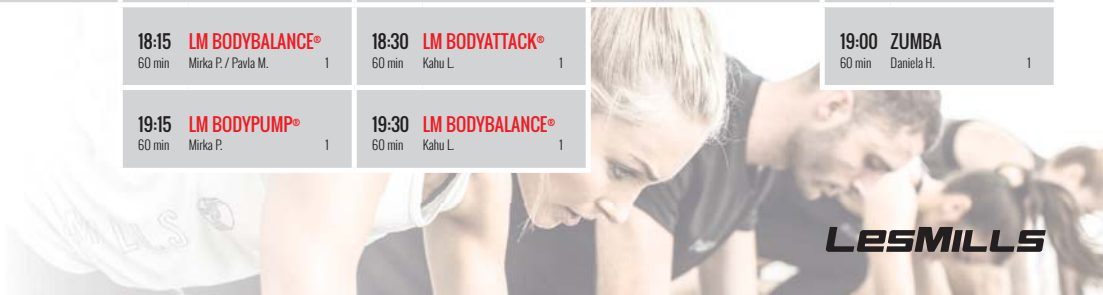 18:15 LM BODYBALANCE®
60 min Mirka P. / Pavla M. 1
18:30 LM BODYATTACK®
60 min Kahu L. 1
19:00 ZUMBA
60 min Daniela H. 1
19:15 LM BODYPUMP®
60 min Mirka P. 1
19:30 LM BODYBALANCE®
60 min Kahu L. 1
LesMILLS